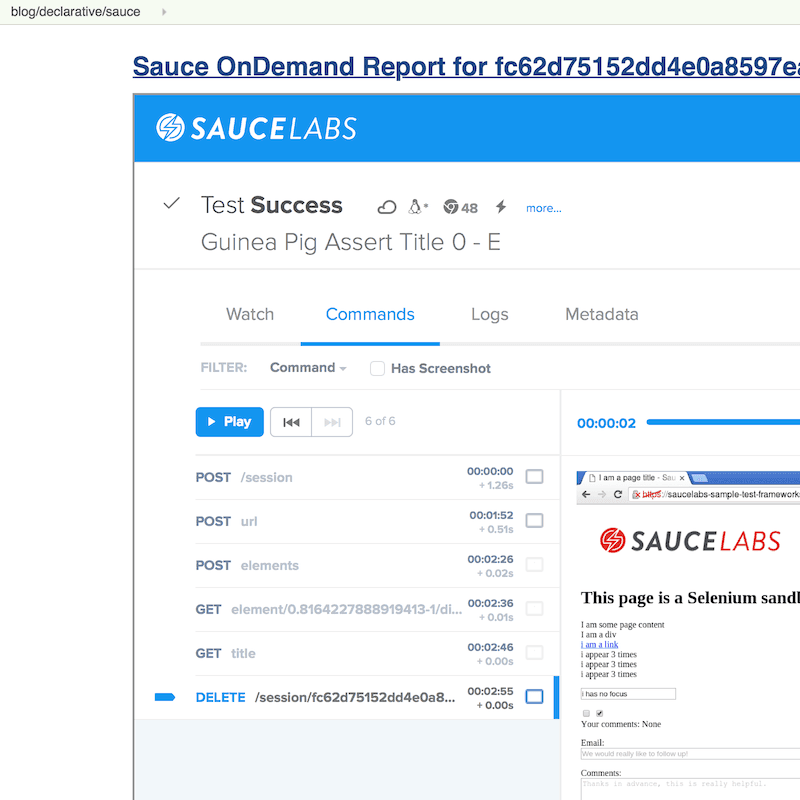 blog/declarative/sauce
Sauce OnDemand Report for fc62d75152dd4e0a8597ea
SAUCELABS
Test Success * 48 more...
Guinea Pig Assert Title 0 - E
Watch Commands Logs Metadata
FILTER: Command Has Screenshot
Play 6 of 6 00:00:02
POST /session 00:00:00
+ 1.26s
POST url 00:01:52
+ 0.51s
POST elements 00:02:26
+ 0.02s
GET element/0.8164227888919413-1/di... 00:02:36
+ 0.01s
GET title 00:02:46
+ 0.00s
DELETE /session/fc62d75152dd4e0a8... 00:02:55
+ 0.00s
I am a page title - Sau
https://saucelabs-sample-test-frameworks
SAUCELABS
This page is a Selenium sandb
I am some page content
I am a div
i am a link
i appear 3 times
i appear 3 times
i appear 3 times
i has no focus
Your comments: None
Email:
We would really like to follow up!
Comments:
Thanks in advance, this is really helpful.